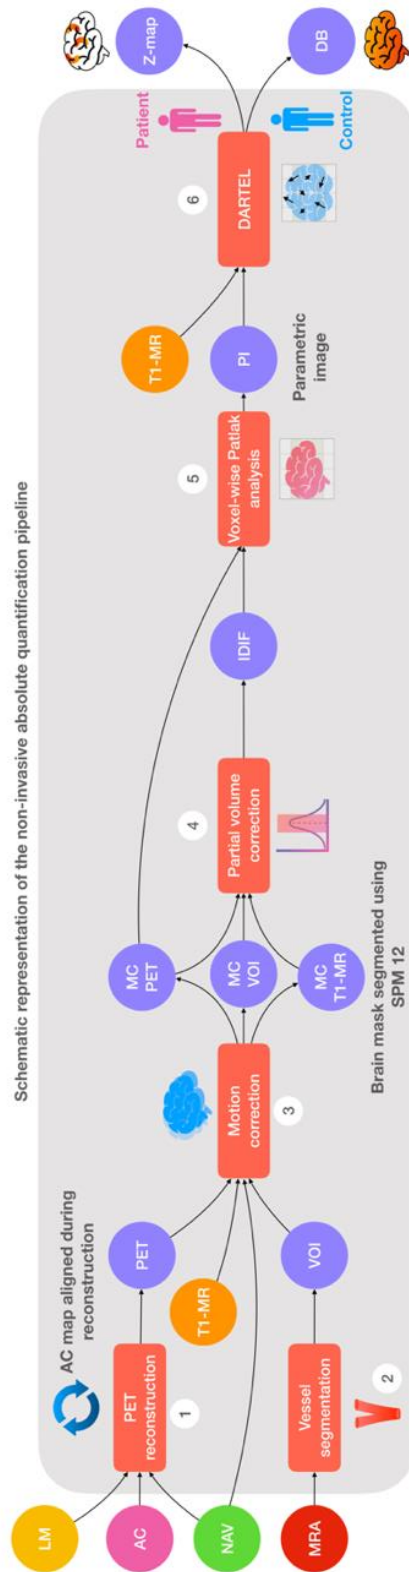 Schematic representation of the non-invasive absolute quantification pipeline
LM
AC
NAV
MRA
AC map aligned during
reconstruction
PET
reconstruction
1
Vessel
segmentation
2
PET
T1-MR
VOI
Motion
correction
3
MC
PET
MC
VOI
MC
T1-MR
Brain mask segmented using
SPM 12
4
Partial volume
correction
IDIF
5
Voxel-wise Patlak
analysis
T1-MR
PI
Parametric
image
6
DARTEL
Patient
Control
Z-map
DB